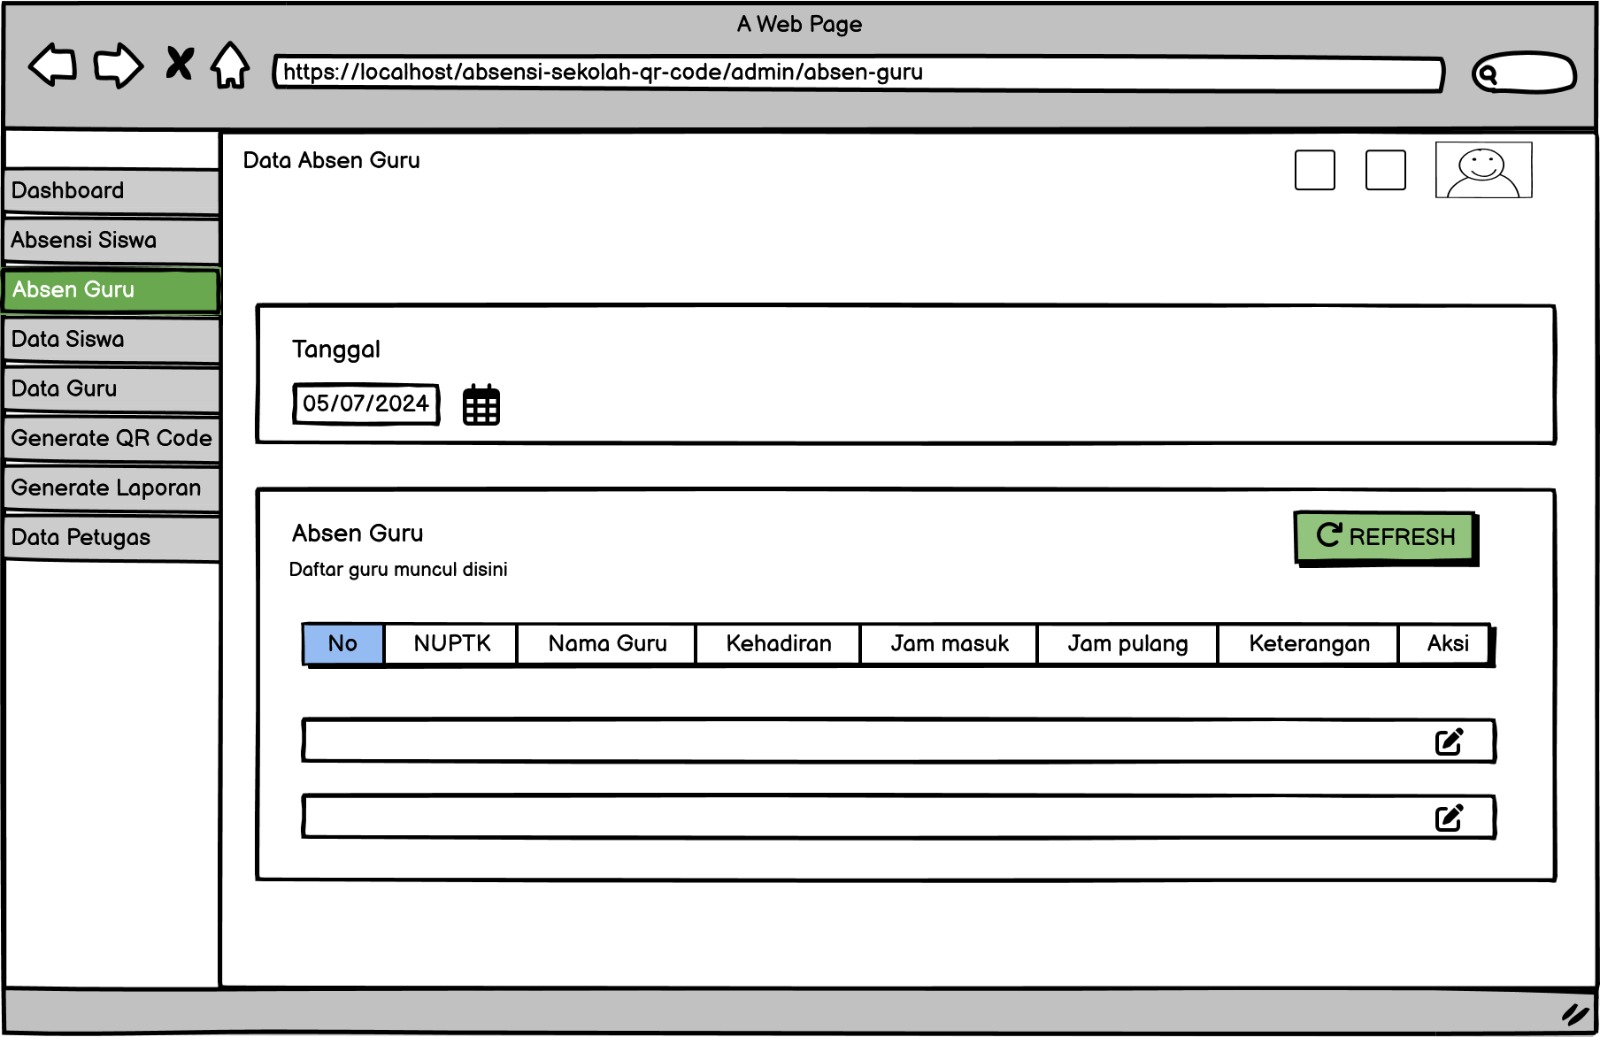 A Web Page
https://localhost/absensi-sekolah-qr-code/admin/absen-guru
Data Absen Guru
Dashboard
Absensi Siswa
Absen Guru
Data Siswa
Data Guru
Generate QR Code
Generate Laporan
Data Petugas
Tanggal
05/07/2024
Absen Guru
REFRESH
Daftar guru muncul disini
No NUPTK Nama Guru Kehadiran Jam masuk Jam pulang Keterangan Aksi